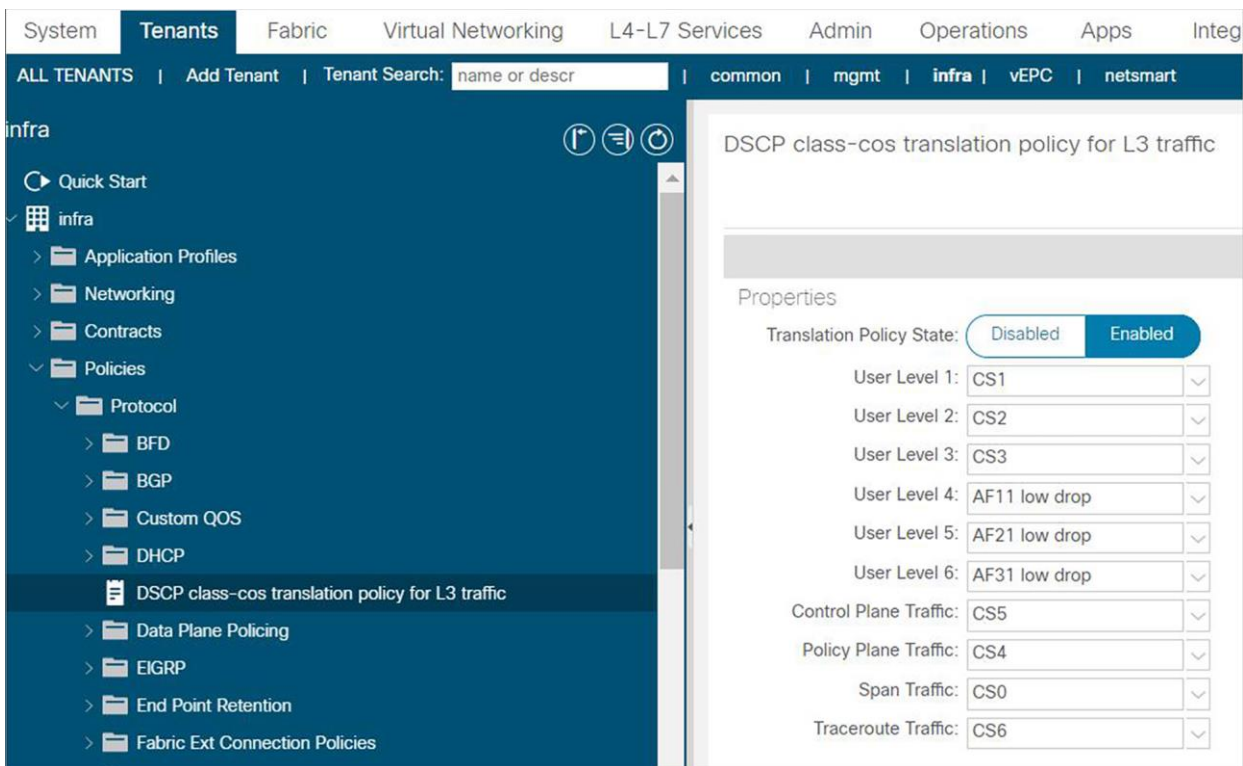 System Tenants Fabric Virtual Networking L4-L7 Services Admin Operations Apps Integ
ALL TENANTS | Add Tenant | Tenant Search: name or descr | common | mgmt | infra | vEPC | netsmart
infra
Quick Start
infra
Application Profiles
Networking
Contracts
Policies
Protocol
BFD
BGP
Custom QOS
DHCP
DSCP class-cos translation policy for L3 traffic
Data Plane Policing
EIGRP
End Point Retention
Fabric Ext Connection Policies
DSCP class-cos translation policy for L3 traffic
Properties
Translation Policy State: Disabled Enabled
User Level 1: CS1
User Level 2: CS2
User Level 3: CS3
User Level 4: AF11 low drop
User Level 5: AF21 low drop
User Level 6: AF31 low drop
Control Plane Traffic: CS5
Policy Plane Traffic: CS4
Span Traffic: CS0
Traceroute Traffic: CS6